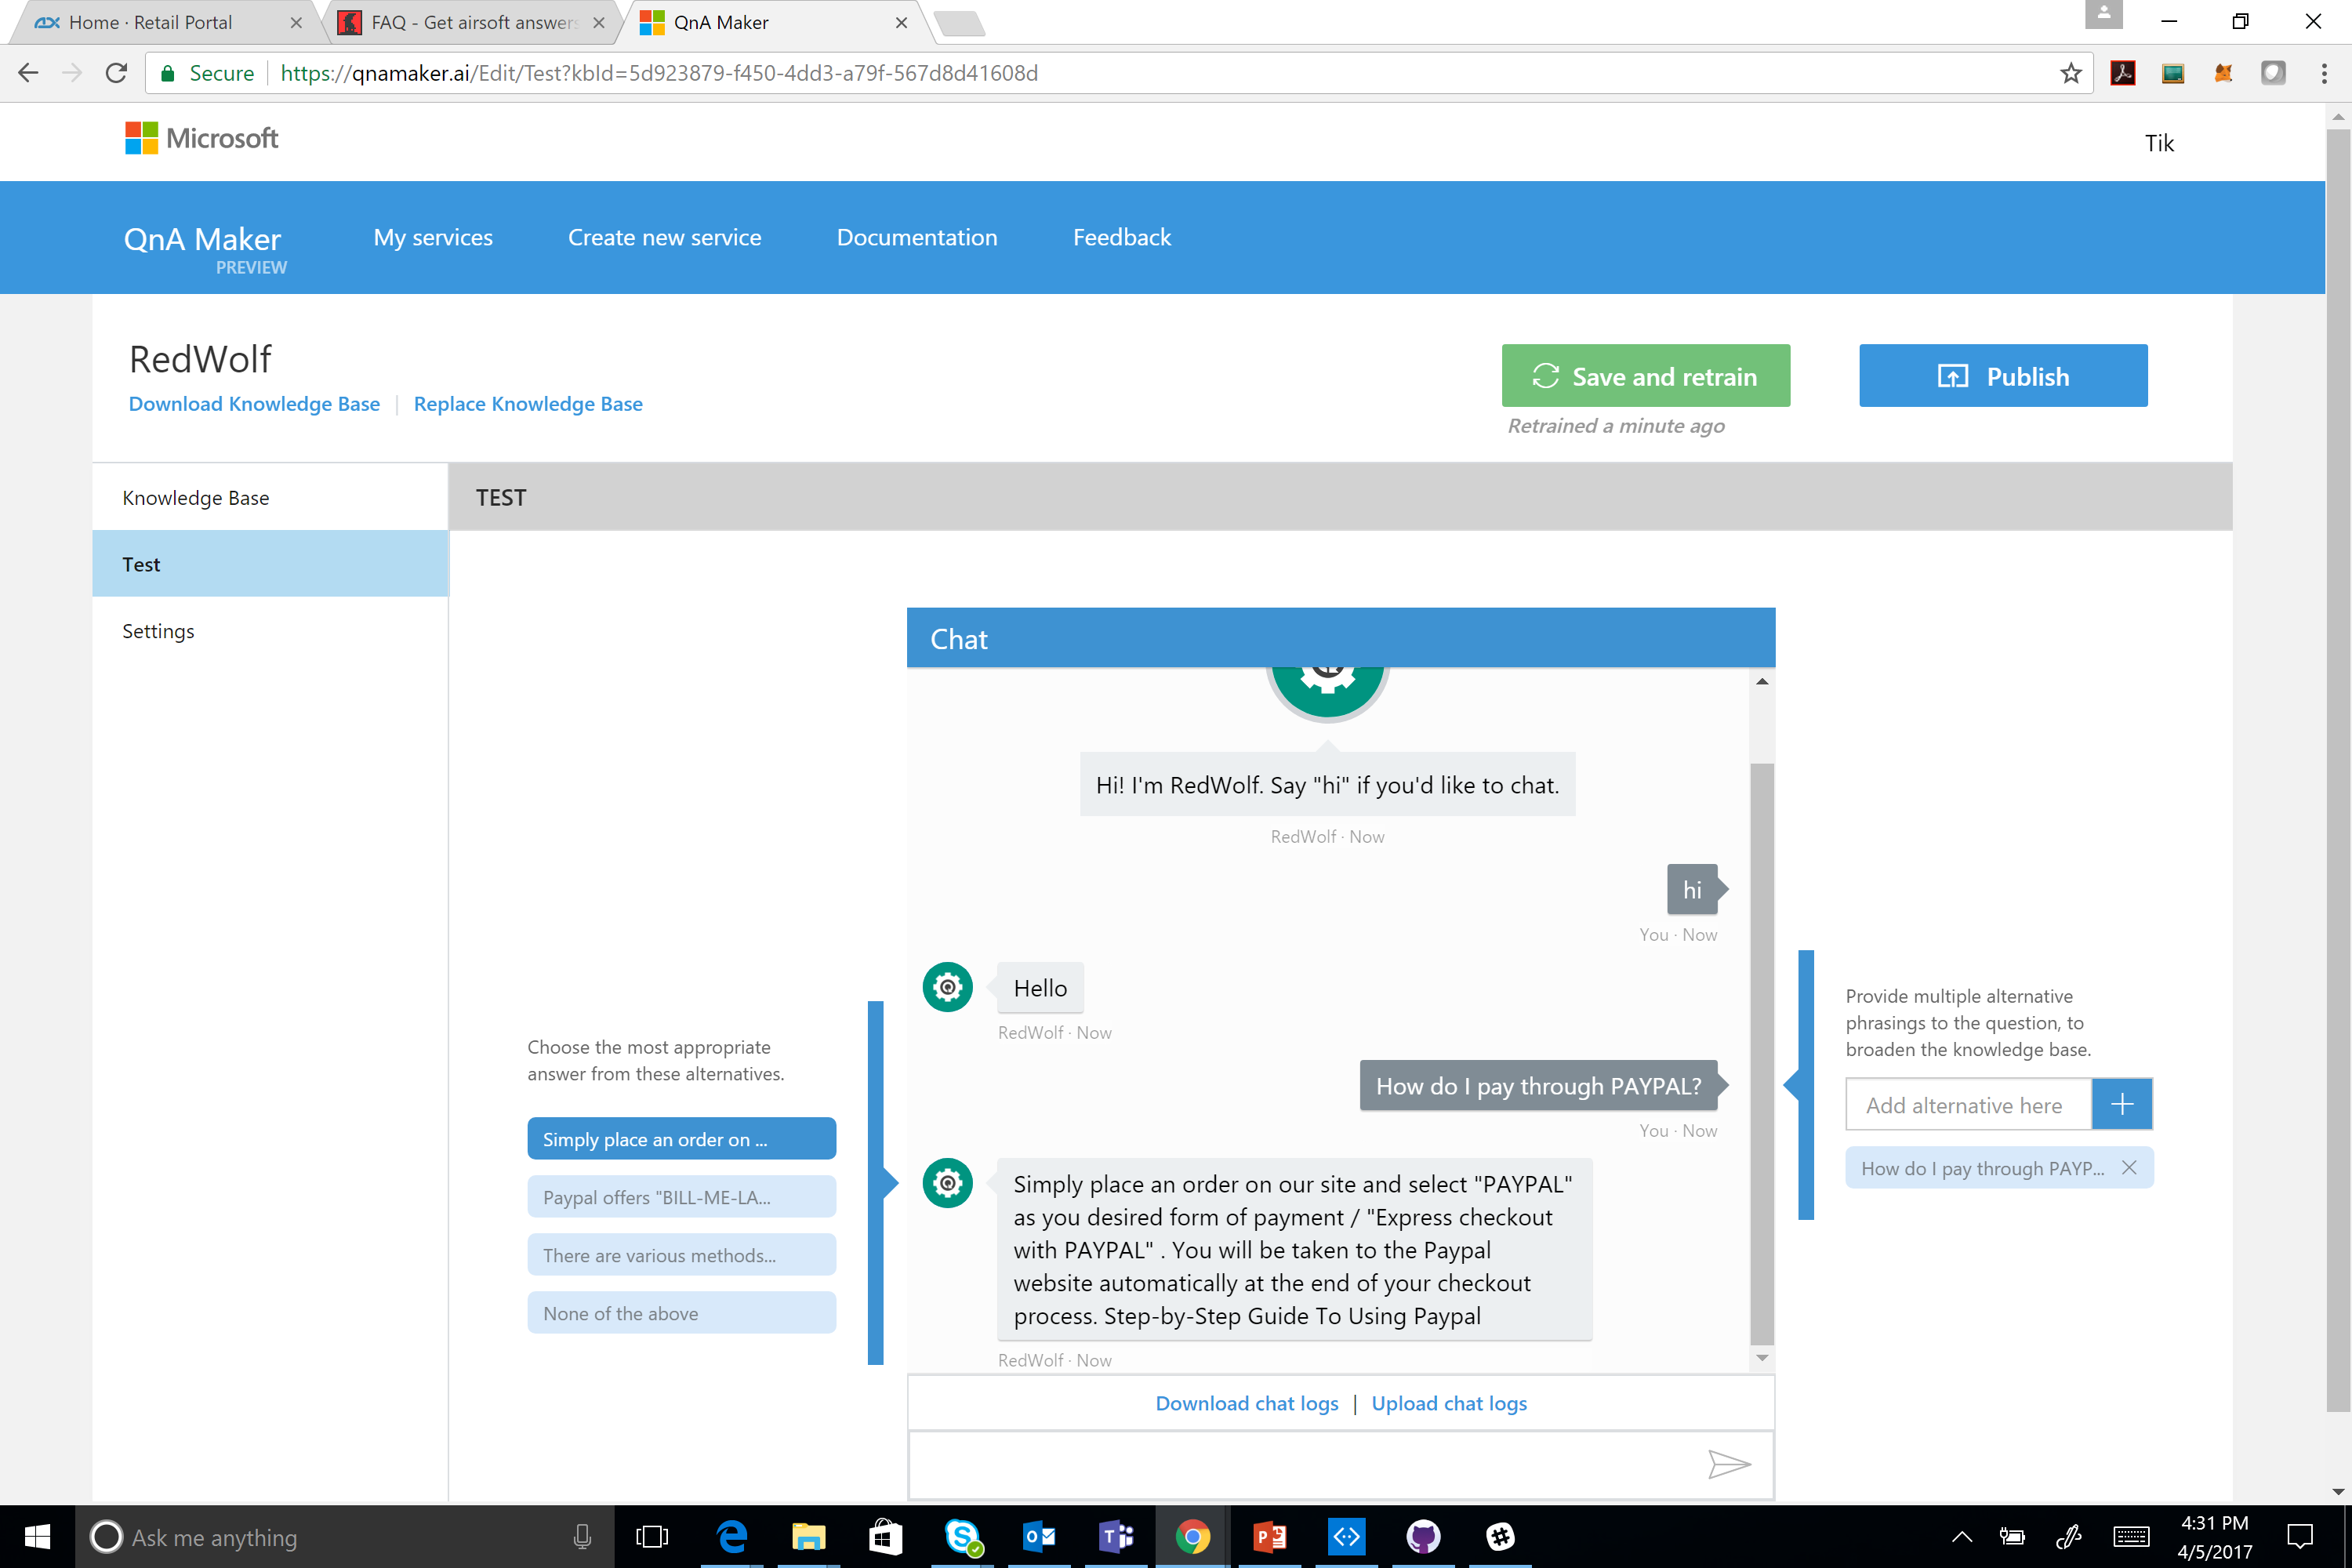 Home · Retail Portal
FAQ - Get airsoft answers
QnA Maker
Secure
https://qnamaker.ai/Edit/Test?kbId=5d923879-f450-4dd3-a79f-567d8d41608d
Microsoft
Tik
QnA Maker
PREVIEW
My services
Create new service
Documentation
Feedback
RedWolf
Download Knowledge Base | Replace Knowledge Base
Save and retrain
Retrained a minute ago
Publish
Knowledge Base
Test
Settings
TEST
Chat
Hi! I'm RedWolf. Say "hi" if you'd like to chat.
RedWolf · Now
hi
You · Now
Hello
RedWolf · Now
How do I pay through PAYPAL?
You · Now
Simply place an order on our site and select "PAYPAL"
as you desired form of payment / "Express checkout
with PAYPAL" . You will be taken to the Paypal
website automatically at the end of your checkout
process. Step-by-Step Guide To Using Paypal
RedWolf · Now
Choose the most appropriate
answer from these alternatives.
Simply place an order on ...
Paypal offers "BILL-ME-LA...
There are various methods...
None of the above
Provide multiple alternative
phrasings to the question, to
broaden the knowledge base.
Add alternative here
How do I pay through PAYP...
Download chat logs | Upload chat logs
Ask me anything
4:31 PM
4/5/2017